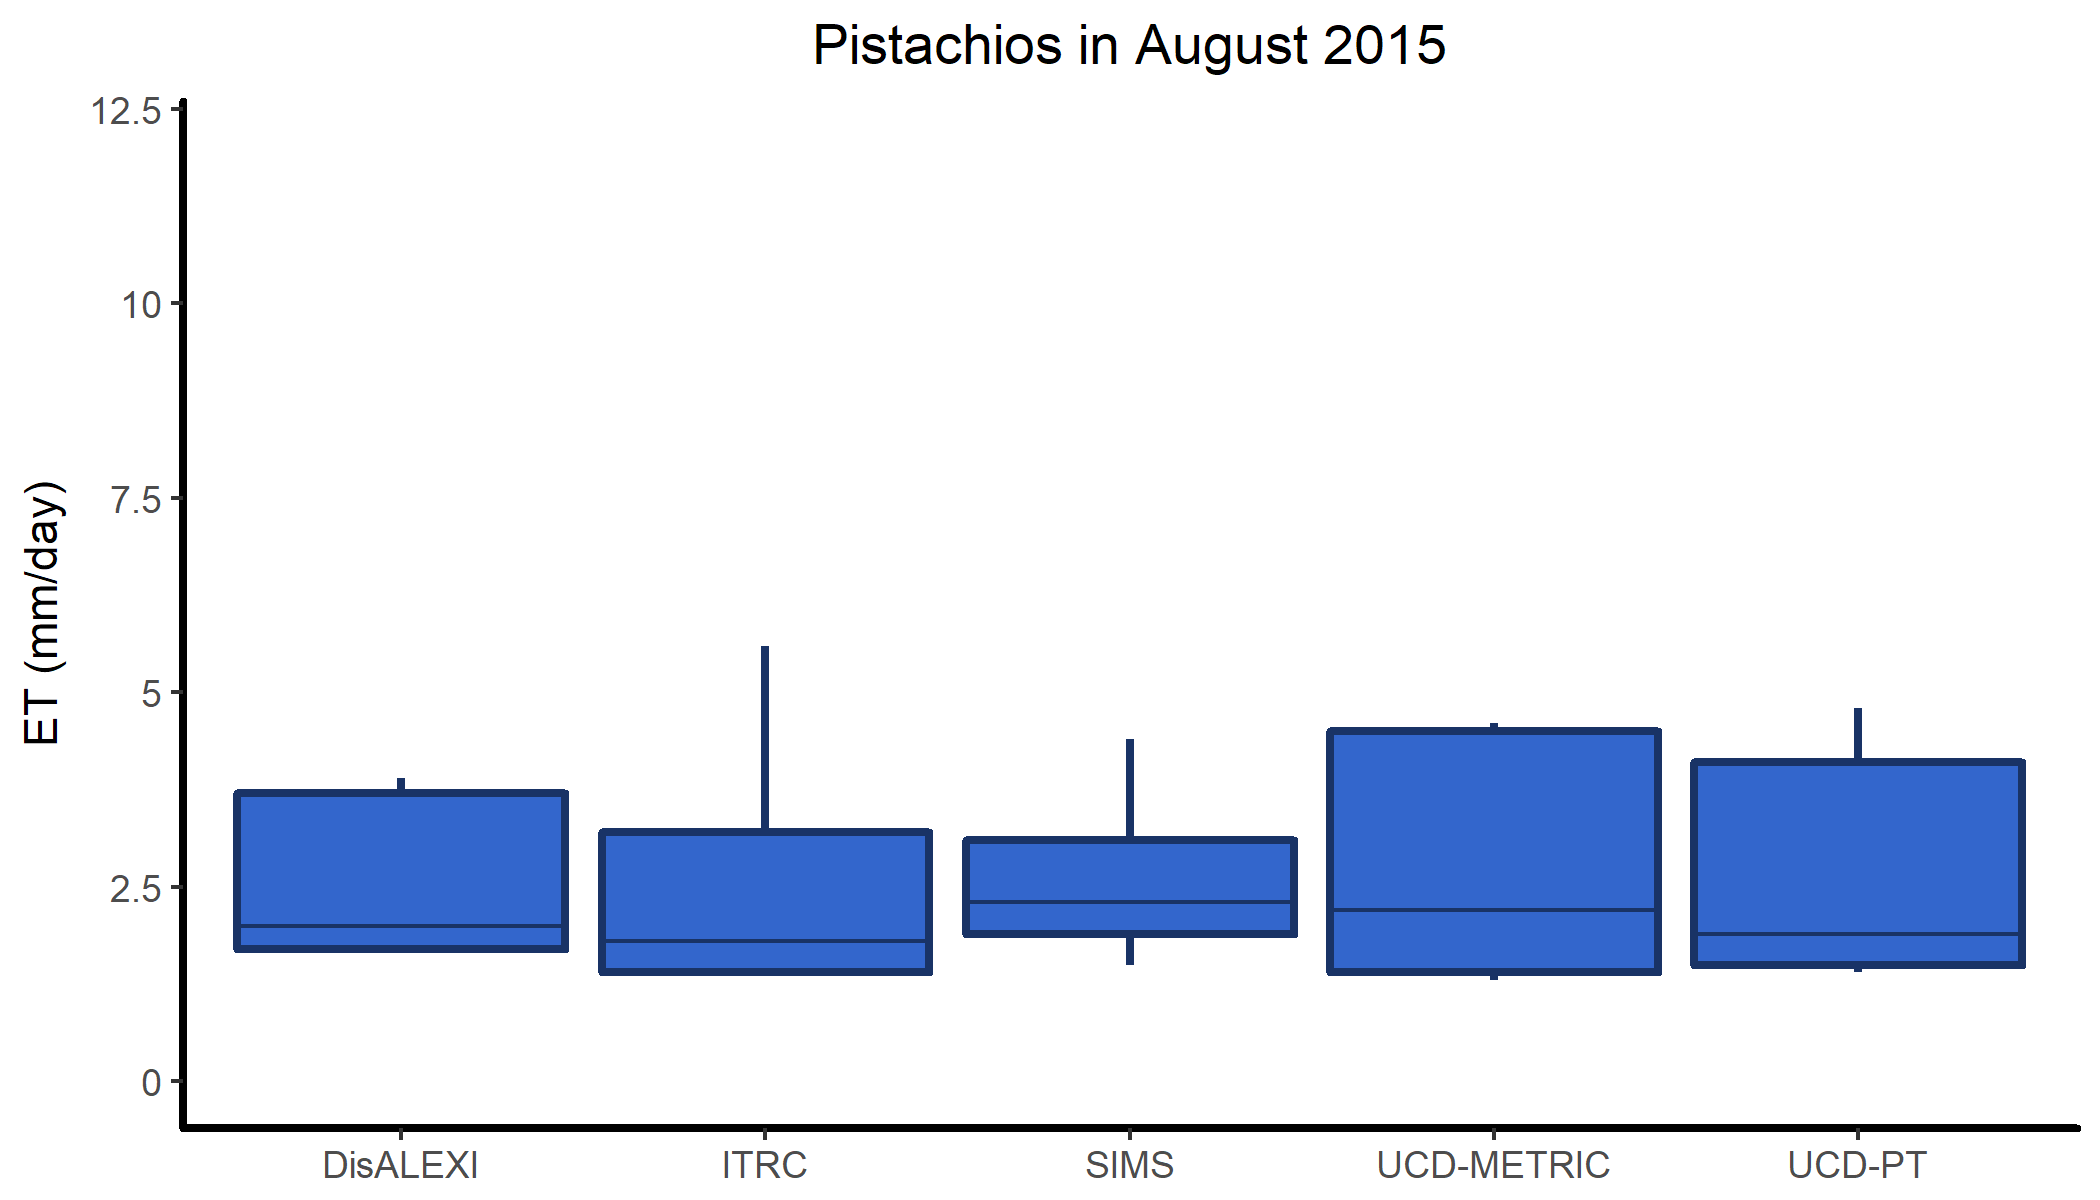 Pistachios in August 2015
ET (mm/day)
12.5
10
7.5
5
2.5
0
DisALEXI ITRC SIMS UCD-METRIC UCD-PT